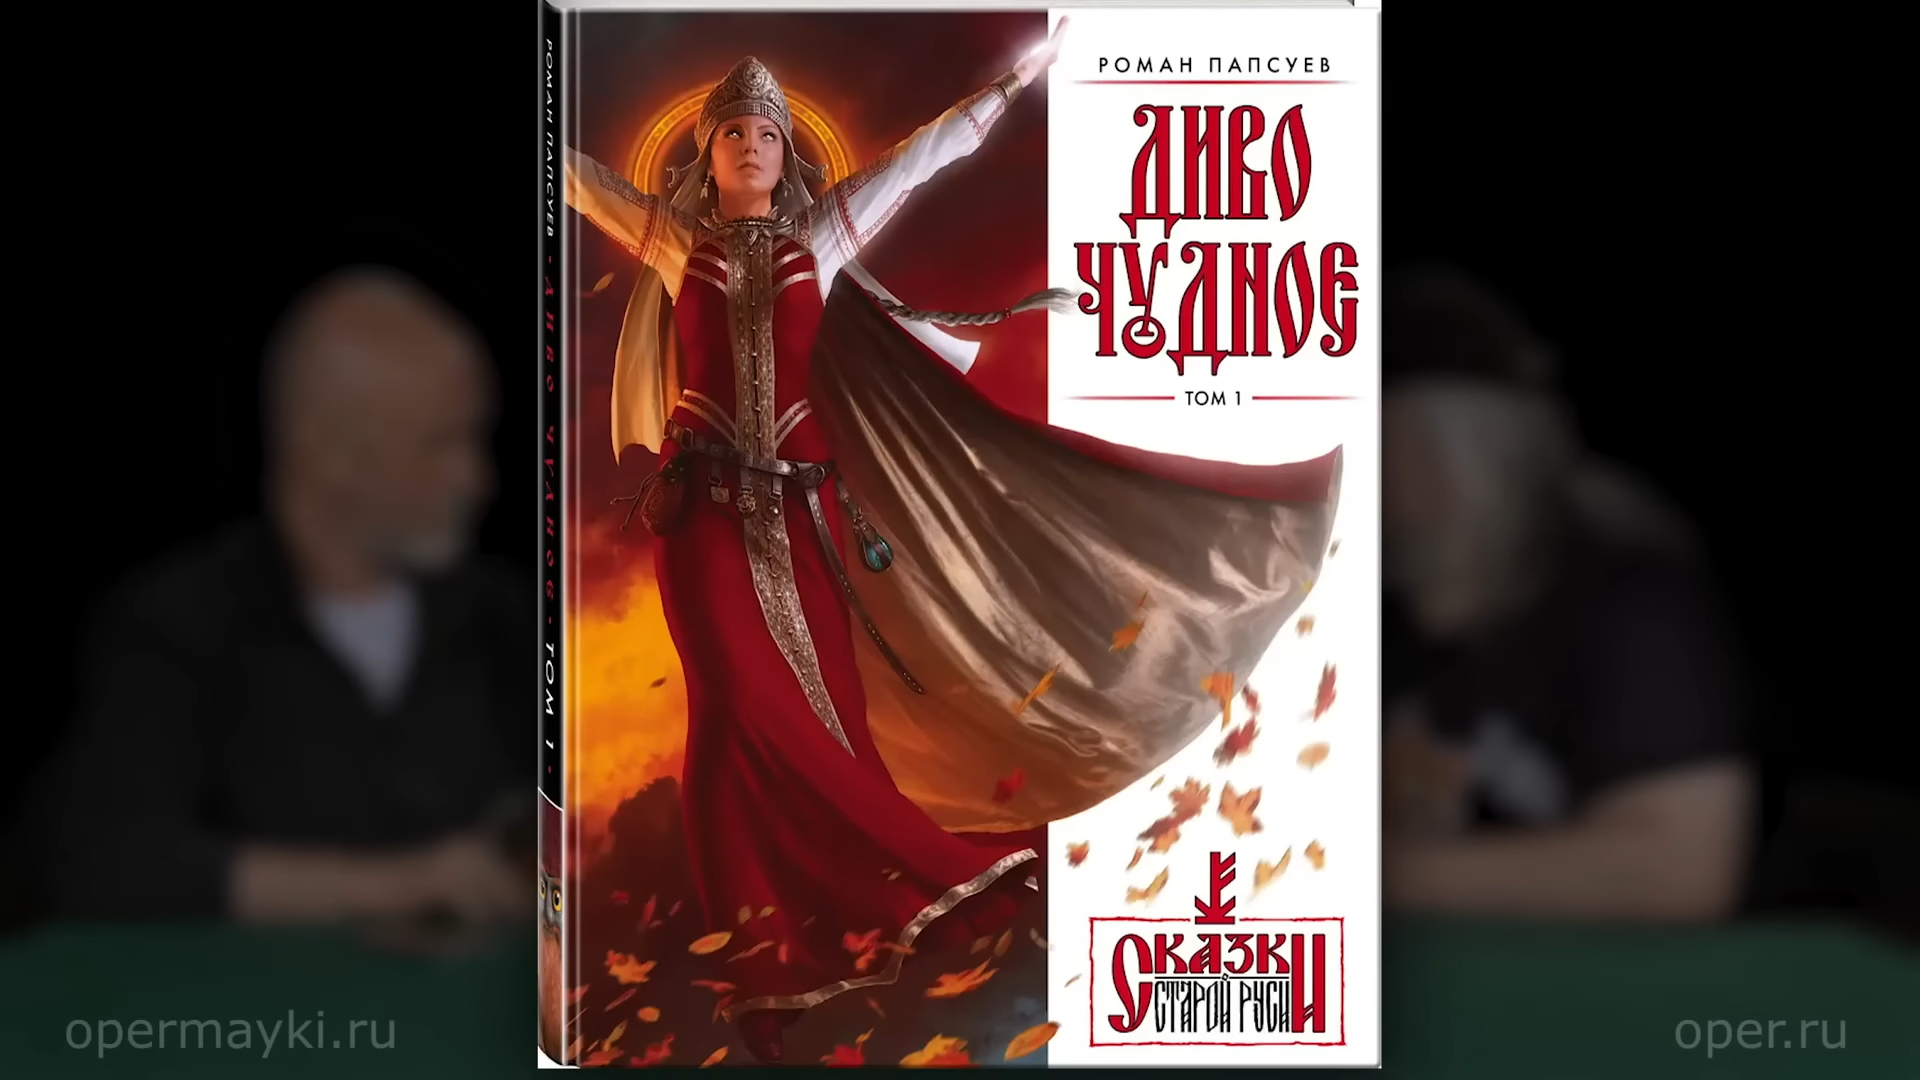 РОМАН ПАПСУЕВ
ДИВО
ЧУДНОЕ
ТОМ 1
СКАЗКИ
СТАРОЙ РУСИ
РОМАН ПАПСУЕВ · ДИВО ЧУДНОЕ · ТОМ 1 ·
opermayki.ru
oper.ru